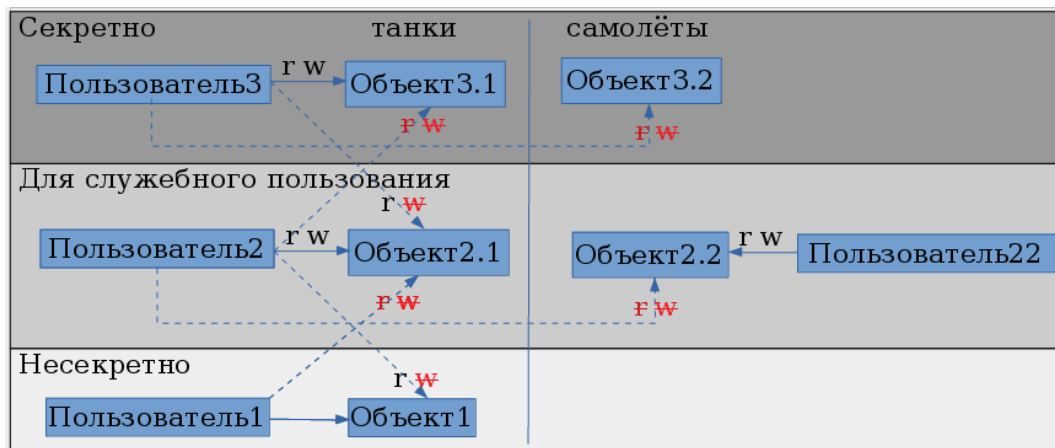 Секретно танки самолёты
r w
Пользователь3 Объект3.1 Объект3.2
r w r w
Для служебного пользования
r w
r w r w
Пользователь2 Объект2.1 Объект2.2 Пользователь22
r w r w
Несекретно
r w
Пользователь1 Объект1